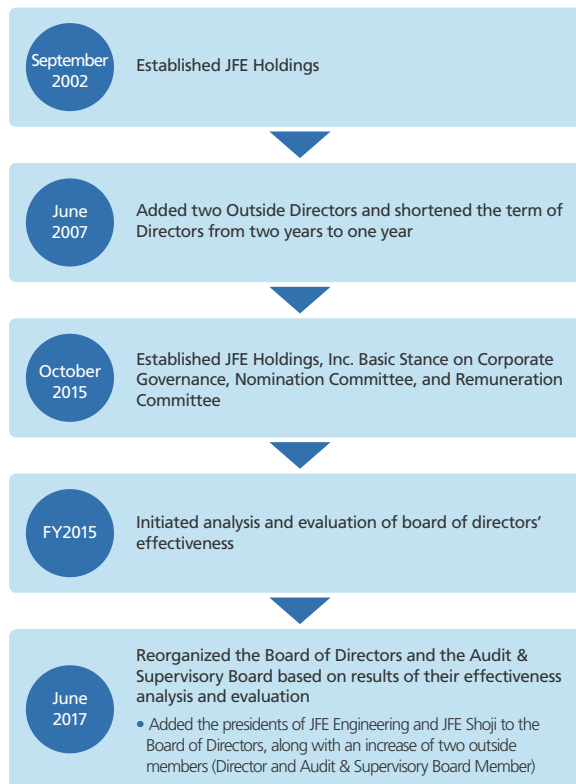 September
2002
Established JFE Holdings
June
2007
Added two Outside Directors and shortened the term of
Directors from two years to one year
October
2015
Established JFE Holdings, Inc. Basic Stance on Corporate
Governance, Nomination Committee, and Remuneration
Committee
FY2015
Initiated analysis and evaluation of board of directors’
effectiveness
June
2017
Reorganized the Board of Directors and the Audit &
Supervisory Board based on results of their effectiveness
analysis and evaluation
• Added the presidents of JFE Engineering and JFE Shoji to the
Board of Directors, along with an increase of two outside
members (Director and Audit & Supervisory Board Member)